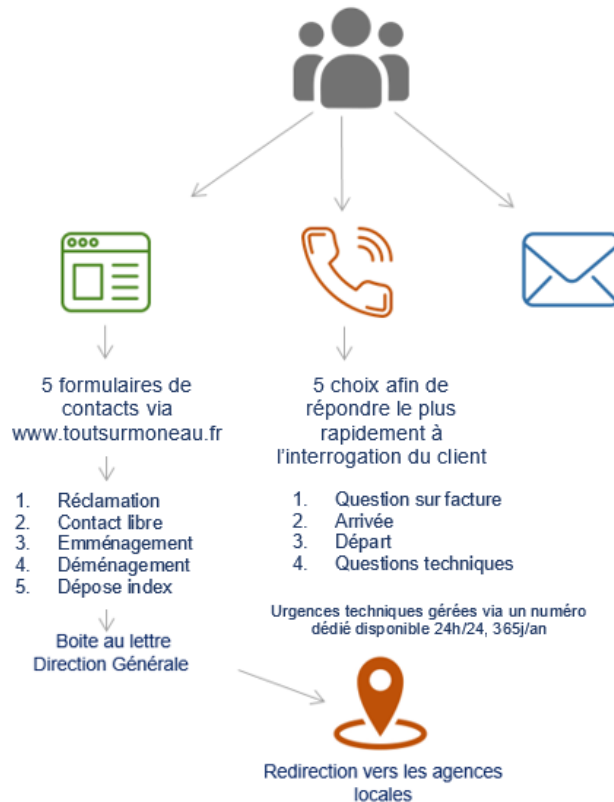 5 formulaires de
contacts via
www.toutsurmoneau.fr
1. Réclamation
2. Contact libre
3. Emménagement
4. Déménagement
5. Dépose index
Boite au lettre
Direction Générale
5 choix afin de
répondre le plus
rapidement à
l'interrogation du client
1. Question sur facture
2. Arrivée
3. Départ
4. Questions techniques
Urgences techniques gérées via un numéro
dédié disponible 24h/24, 365j/an
Redirection vers les agences
locales